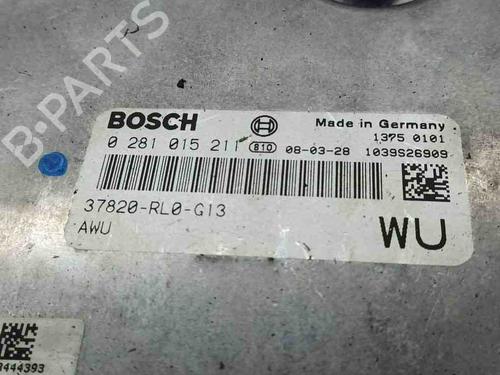 BOSCH
Made in Germany
1375 0101
0 281 015 211 810 08-03-28 1039S26909
37820-RL0-G13
AWU
WU
B-PARTS
444393